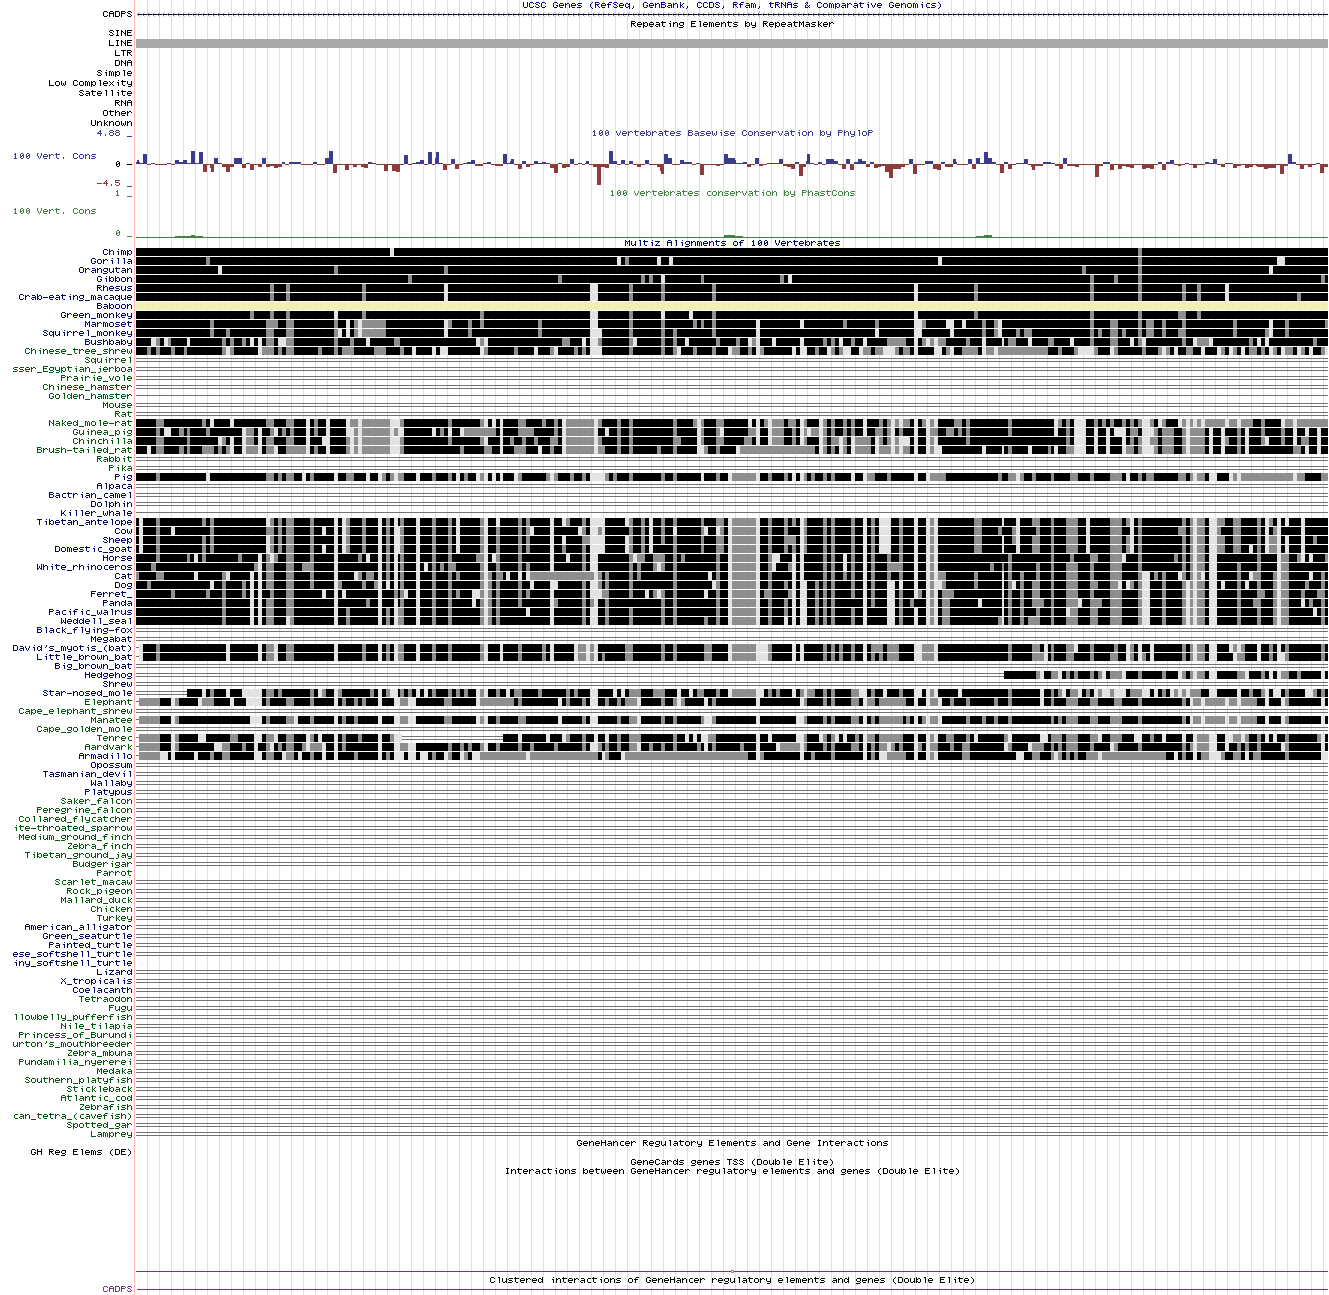 UCSC Genes (RefSeq, GenBank, CCDS, Rfam, tRNAs & Comparative Genomics)
CADPS
Repeating Elements by RepeatMasker
SINE
LINE
LTR
DNA
Simple
Low Complexity
Satellite
RNA
Other
Unknown
4.88 _
100 vertebrates Basewise Conservation by PhyloP
100 Vert. Cons
0 _
-4.5 _
100 vertebrates conservation by PhastCons
1 _
100 Vert. Cons
0 _
Multiz Alignments of 100 Vertebrates
Chimp
Gorilla
Orangutan
Gibbon
Rhesus
Crab-eating_macaque
Baboon
Green_monkey
Marmoset
Squirrel_monkey
Bushbaby
Chinese_tree_shrew
Squirrel
sser_Egyptian_jerboa
Prairie_vole
Chinese_hamster
Golden_hamster
Mouse
Rat
Naked_mole-rat
Guinea_pig
Chinchilla
Brush-tailed_rat
Rabbit
Pika
Pig
Alpaca
Bactrian_camel
Dolphin
Killer_whale
Tibetan_antelope
Cow
Sheep
Domestic_goat
Horse
White_rhinoceros
Cat
Dog
Ferret_
Panda
Pacific_walrus
Weddell_seal
Black_flying-fox
Megabat
David's_myotis_(bat)
Little_brown_bat
Big_brown_bat
Hedgehog
Shrew
Star-nosed_mole
Elephant
Cape_elephant_shrew
Manatee
Cape_golden_mole
Tenrec
Aardvark
Armadillo
Opossum
Tasmanian_devil
Wallaby
Platypus
Saker_falcon
Peregrine_falcon
Collared_flycatcher
ite-throated_sparrow
Medium_ground_finch
Zebra_finch
Tibetan_ground_jay
Budgerigar
Parrot
Scarlet_macaw
Rock_pigeon
Mallard_duck
Chicken
Turkey
American_alligator
Green_seaturtle
Painted_turtle
ese_softshell_turtle
iny_softshell_turtle
Lizard
X_tropicalis
Coelacanth
Tetraodon
Fugu
llowbelly_pufferfish
Nile_tilapia
Princess_of_Burundi
urton's_mouthbreeder
Zebra_mbuna
Pundamilia_nyererei
Medaka
Southern_platyfish
Stickleback
Atlantic_cod
Zebrafish
can_tetra_(cavefish)
Spotted_gar
Lamprey
GeneHancer Regulatory Elements and Gene Interactions
GH Reg Elems (DE)
GeneCards genes TSS (Double Elite)
Interactions between GeneHancer regulatory elements and genes (Double Elite)
Clustered interactions of GeneHancer regulatory elements and genes (Double Elite)
CADPS